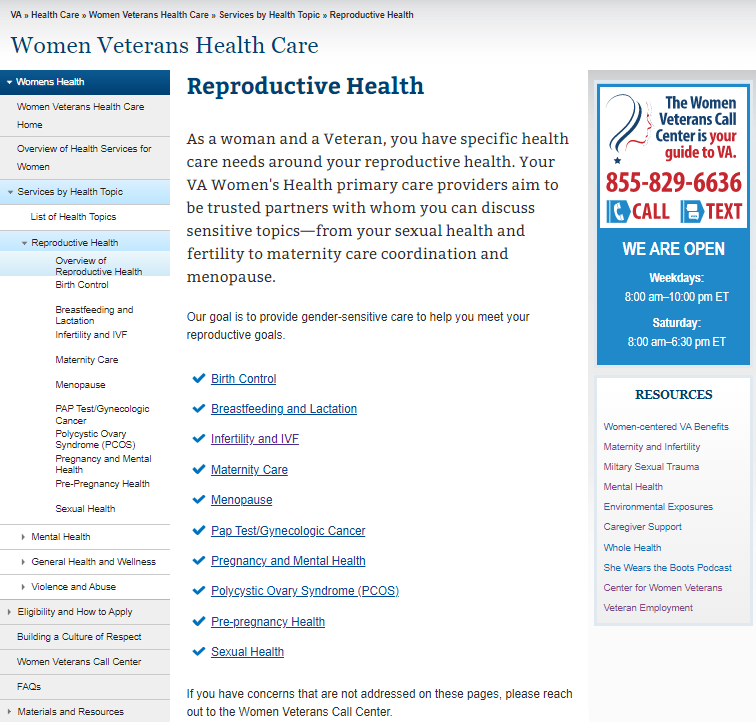 VA » Health Care » Women Veterans Health Care » Services by Health Topic » Reproductive Health
Women Veterans Health Care
Womens Health
Women Veterans Health Care
Home
Overview of Health Services for
Women
Services by Health Topic
List of Health Topics
Reproductive Health
Overview of
Reproductive Health
Birth Control
Breastfeeding and
Lactation
Infertility and IVF
Maternity Care
Menopause
PAP Test/Gynecologic
Cancer
Polycystic Ovary
Syndrome (PCOS)
Pregnancy and Mental
Health
Pre-Pregnancy Health
Sexual Health
Mental Health
General Health and Wellness
Violence and Abuse
Eligibility and How to Apply
Building a Culture of Respect
Women Veterans Call Center
FAQs
Materials and Resources
Reproductive Health
As a woman and a Veteran, you have specific health
care needs around your reproductive health. Your
VA Women's Health primary care providers aim to
be trusted partners with whom you can discuss
sensitive topics—from your sexual health and
fertility to maternity care coordination and
menopause.
Our goal is to provide gender-sensitive care to help you meet your
reproductive goals.
Birth Control
Breastfeeding and Lactation
Infertility and IVF
Maternity Care
Menopause
Pap Test/Gynecologic Cancer
Pregnancy and Mental Health
Polycystic Ovary Syndrome (PCOS)
Pre-pregnancy Health
Sexual Health
If you have concerns that are not addressed on these pages, please reach
out to the Women Veterans Call Center.
The Women
Veterans Call
Center is your
guide to VA.
855-829-6636
CALL TEXT
WE ARE OPEN
Weekdays:
8:00 am–10:00 pm ET
Saturday:
8:00 am–6:30 pm ET
RESOURCES
Women-centered VA Benefits
Maternity and Infertility
Miltary Sexual Trauma
Mental Health
Environmental Exposures
Caregiver Support
Whole Health
She Wears the Boots Podcast
Center for Women Veterans
Veteran Employment